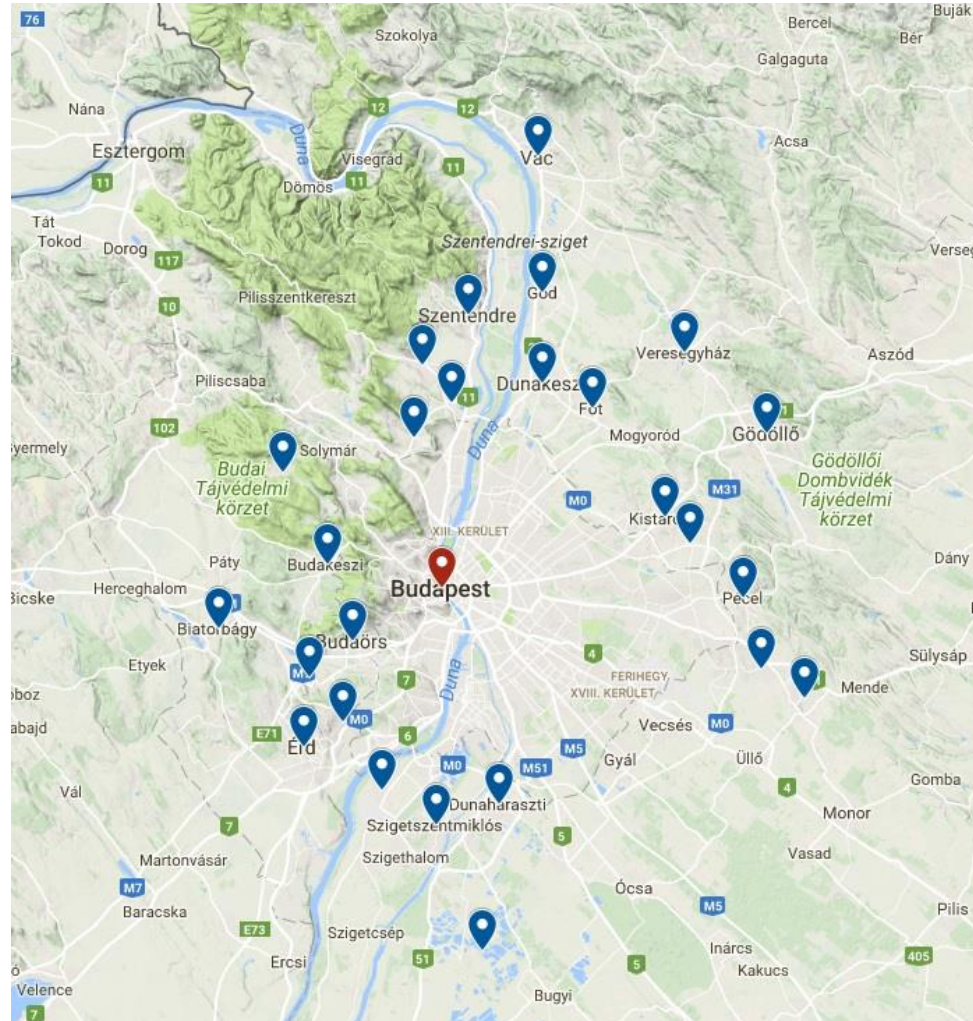 76
Szokolya
Bercel
Buják
Bér
Galgaguta
Nána
12
12
Duna
Acsa
Esztergom
Visegrád
Vác
11
11
11
Dömös
Tát
Tokod
Dorog
117
Szentendrei-sziget
Göd
10
Pilisszentkereszt
Szentendre
Veresegyház
Aszód
Piliscsaba
11
Dunakeszi
Fót
102
Duna
Mogyoród
Gödöllő
Solymár
Budai
Tájvédelmi
körzet
Gödöllői
Dombvidék
Tájvédelmi
körzet
M31
M0
XIII. KERÜLET
Páty
Budakeszi
Dány
Herceghalom
Budapest
Pécel
Bicske
Biatorbágy
Budaörs
Etyek
4
Sülysáp
Duna
7
FERIHEGY
XVIII. KERÜLET
Mende
M0
Vecsés
M0
E71
Érd
6
M5
Gyál
Üllő
M0
M51
Gomba
Vál
4
Dunaharaszti
Monor
7
Szigetszentmiklós
5
Martonvásár
Szigethalom
Vasad
M7
Ócsa
Baracska
M5
Pilis
E73
Szigetcsép
Inárcs
405
Ercsi
51
5
Kakucs
Velence
Bugyi
7